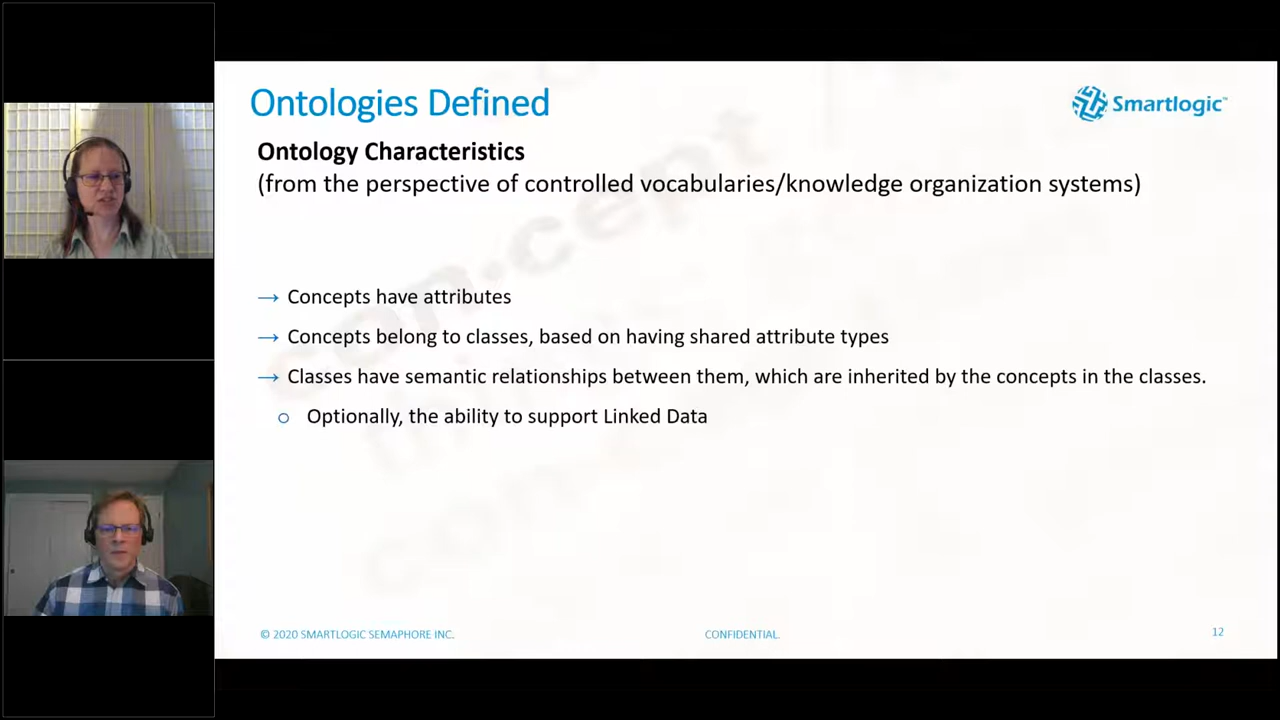 Ontologies Defined
Smartlogic™
Ontology Characteristics
(from the perspective of controlled vocabularies/knowledge organization systems)
→ Concepts have attributes
→ Concepts belong to classes, based on having shared attribute types
→ Classes have semantic relationships between them, which are inherited by the concepts in the classes.
o Optionally, the ability to support Linked Data
© 2020 SMARTLOGIC SEMAPHORE INC.
CONFIDENTIAL.
12